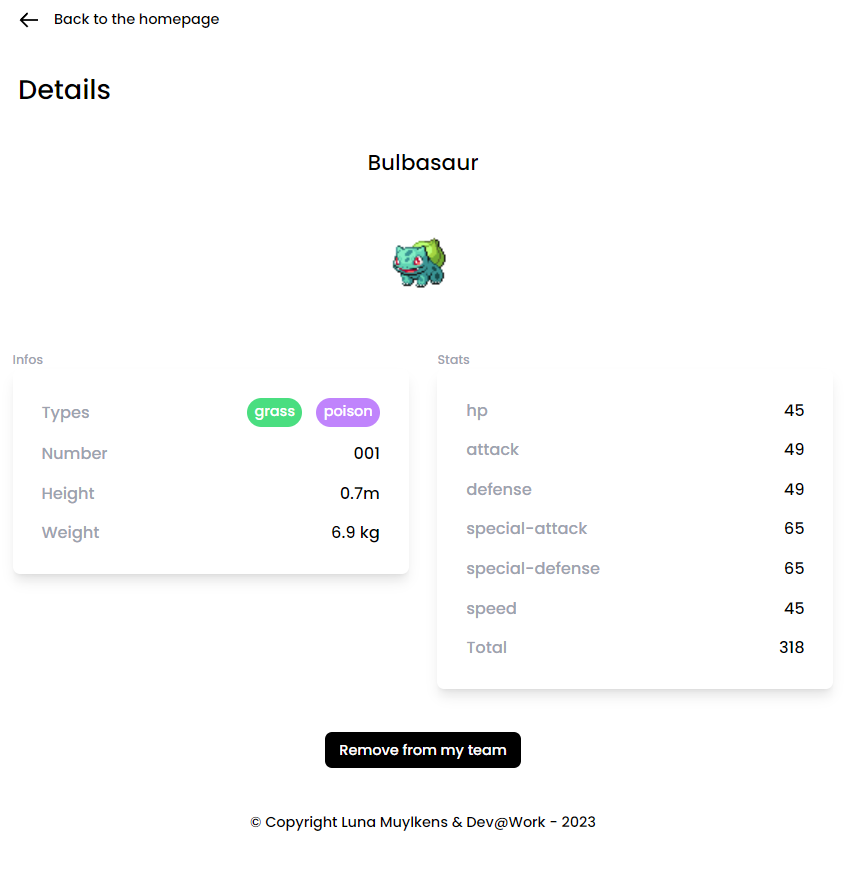 Back to the homepage
Details
Bulbasaur
Infos
Types grass poison
Number 001
Height 0.7m
Weight 6.9 kg
Stats
hp 45
attack 49
defense 49
special-attack 65
special-defense 65
speed 45
Total 318
Remove from my team
© Copyright Luna Muylkens & Dev@Work - 2023